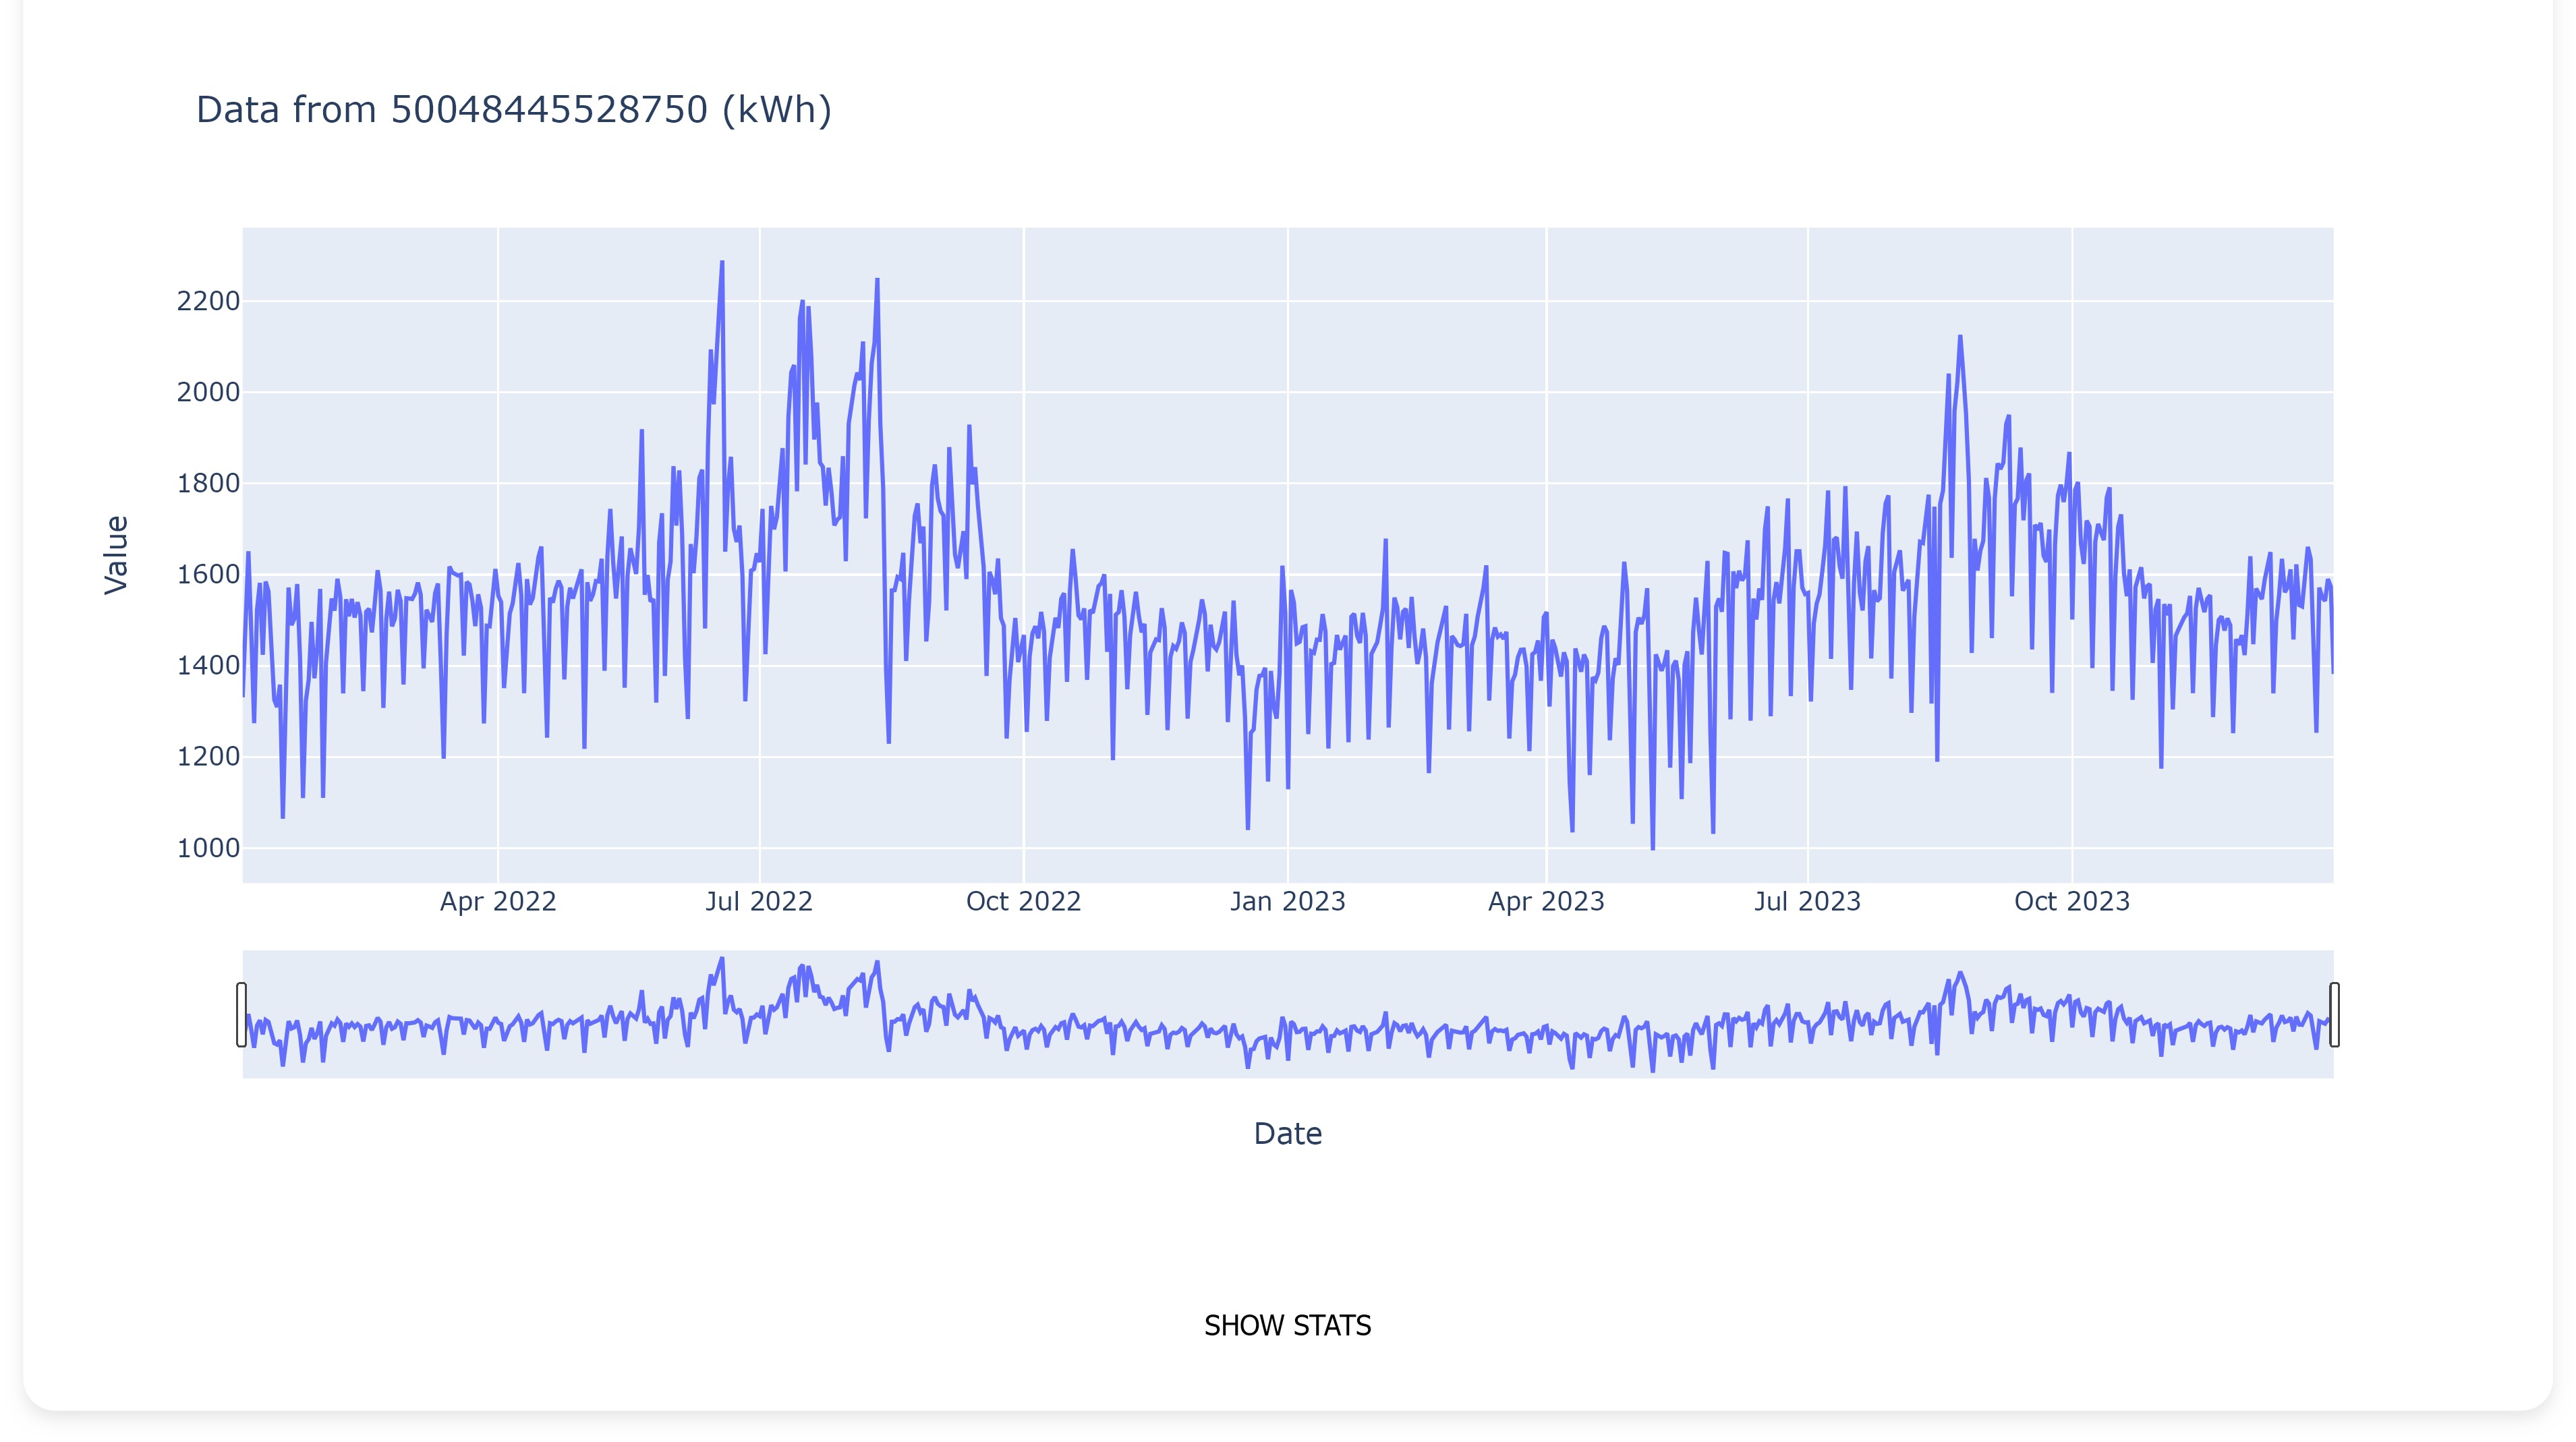 Data from 50048445528750 (kWh)
Value
2200
2000
1800
1600
1400
1200
1000
Apr 2022
Jul 2022
Oct 2022
Jan 2023
Apr 2023
Jul 2023
Oct 2023
Date
SHOW STATS